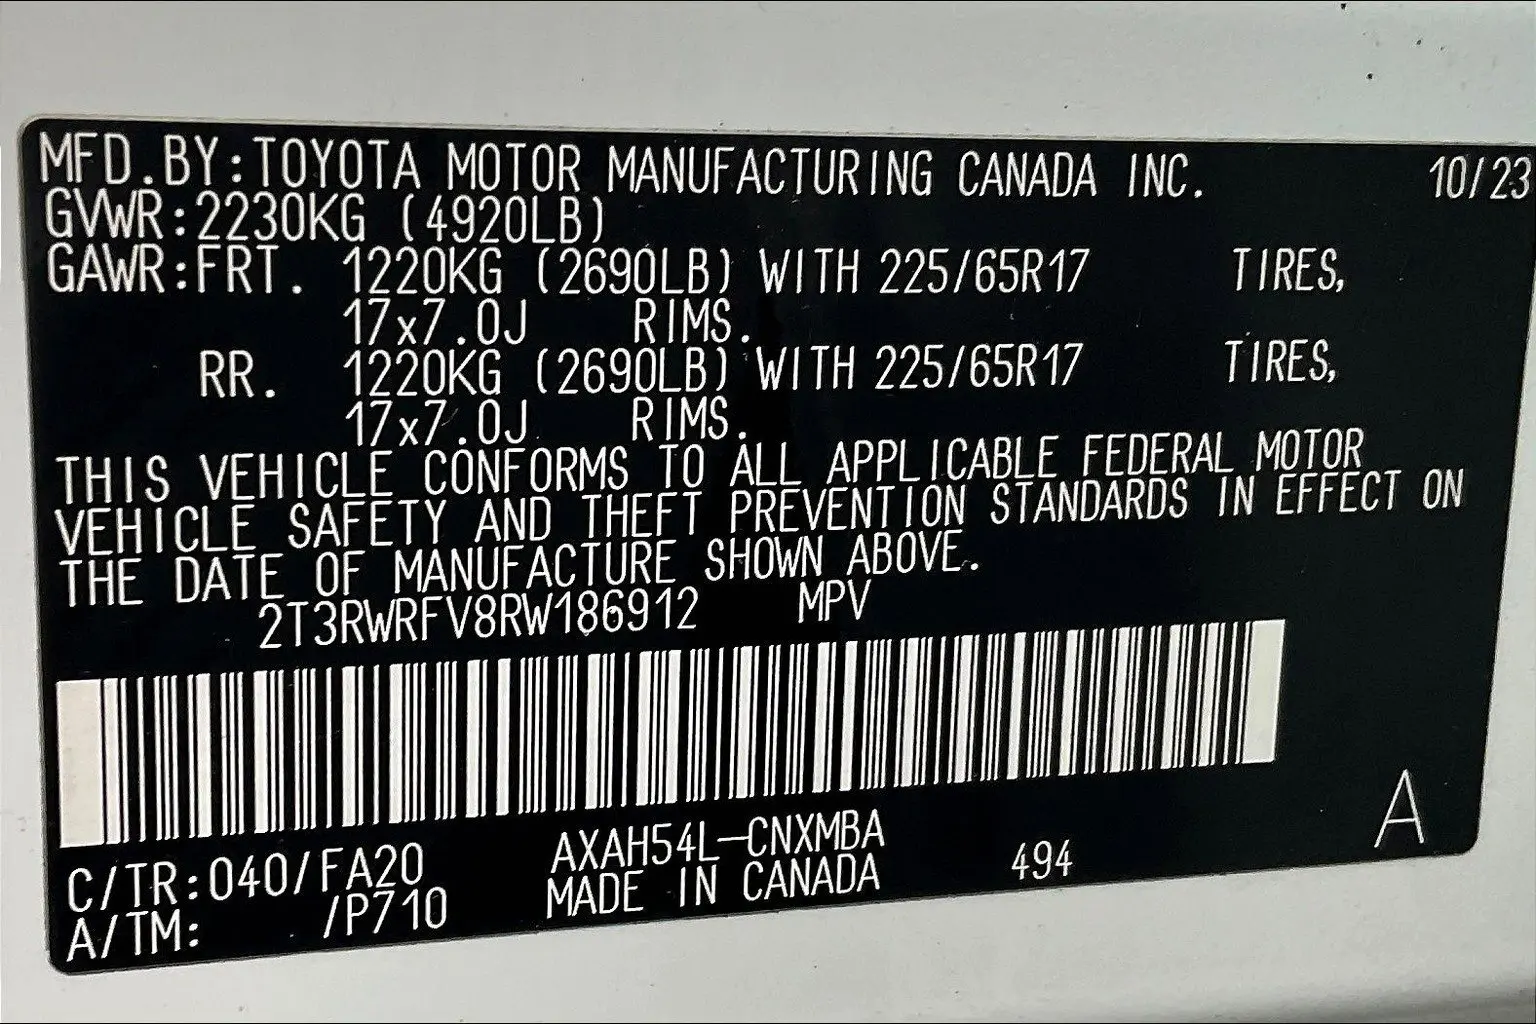 MFD.BY:TOYOTA MOTOR MANUFACTURING CANADA INC. 10/23
GVWR:2230KG (4920LB)
GAWR:FRT. 1220KG (2690LB) WITH 225/65R17 TIRES,
17x7.0J RIMS.
RR. 1220KG (2690LB) WITH 225/65R17 TIRES,
17x7.0J RIMS.
THIS VEHICLE CONFORMS TO ALL APPLICABLE FEDERAL MOTOR
VEHICLE SAFETY AND THEFT PREVENTION STANDARDS IN EFFECT ON
THE DATE OF MANUFACTURE SHOWN ABOVE.
2T3RWRFV8RW186912 MPV
C/TR:040/FA20 AXAH54L-CNXMBA
A/TM: /P710 MADE IN CANADA 494 A